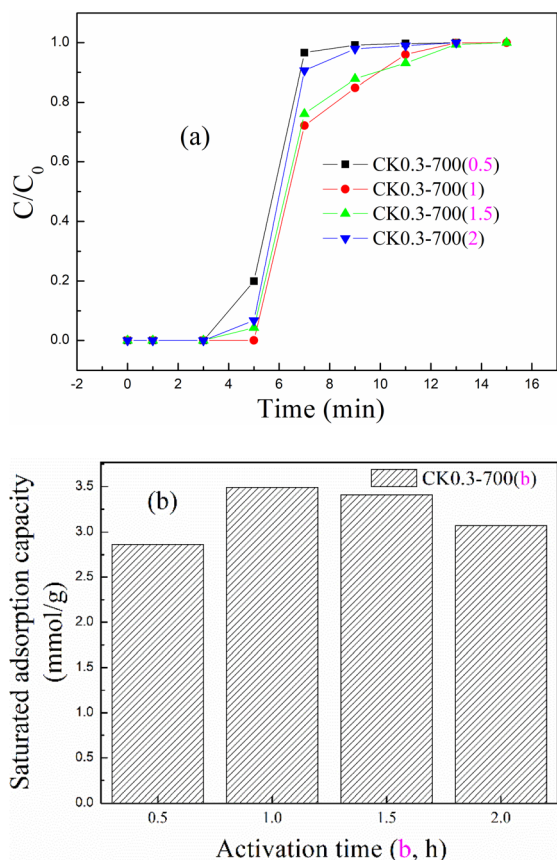 1.0
0.8
0.6
0.4
0.2
0.0
C/C0
(a)
CK0.3-700(0.5)
CK0.3-700(1)
CK0.3-700(1.5)
CK0.3-700(2)
-2 0 2 4 6 8 10 12 14 16
Time (min)
3.5
3.0
2.5
2.0
1.5
1.0
0.5
0.0
Saturated adsorption capacity
(mmol/g)
(b)
CK0.3-700(b)
0.5 1.0 1.5 2.0
Activation time (b, h)